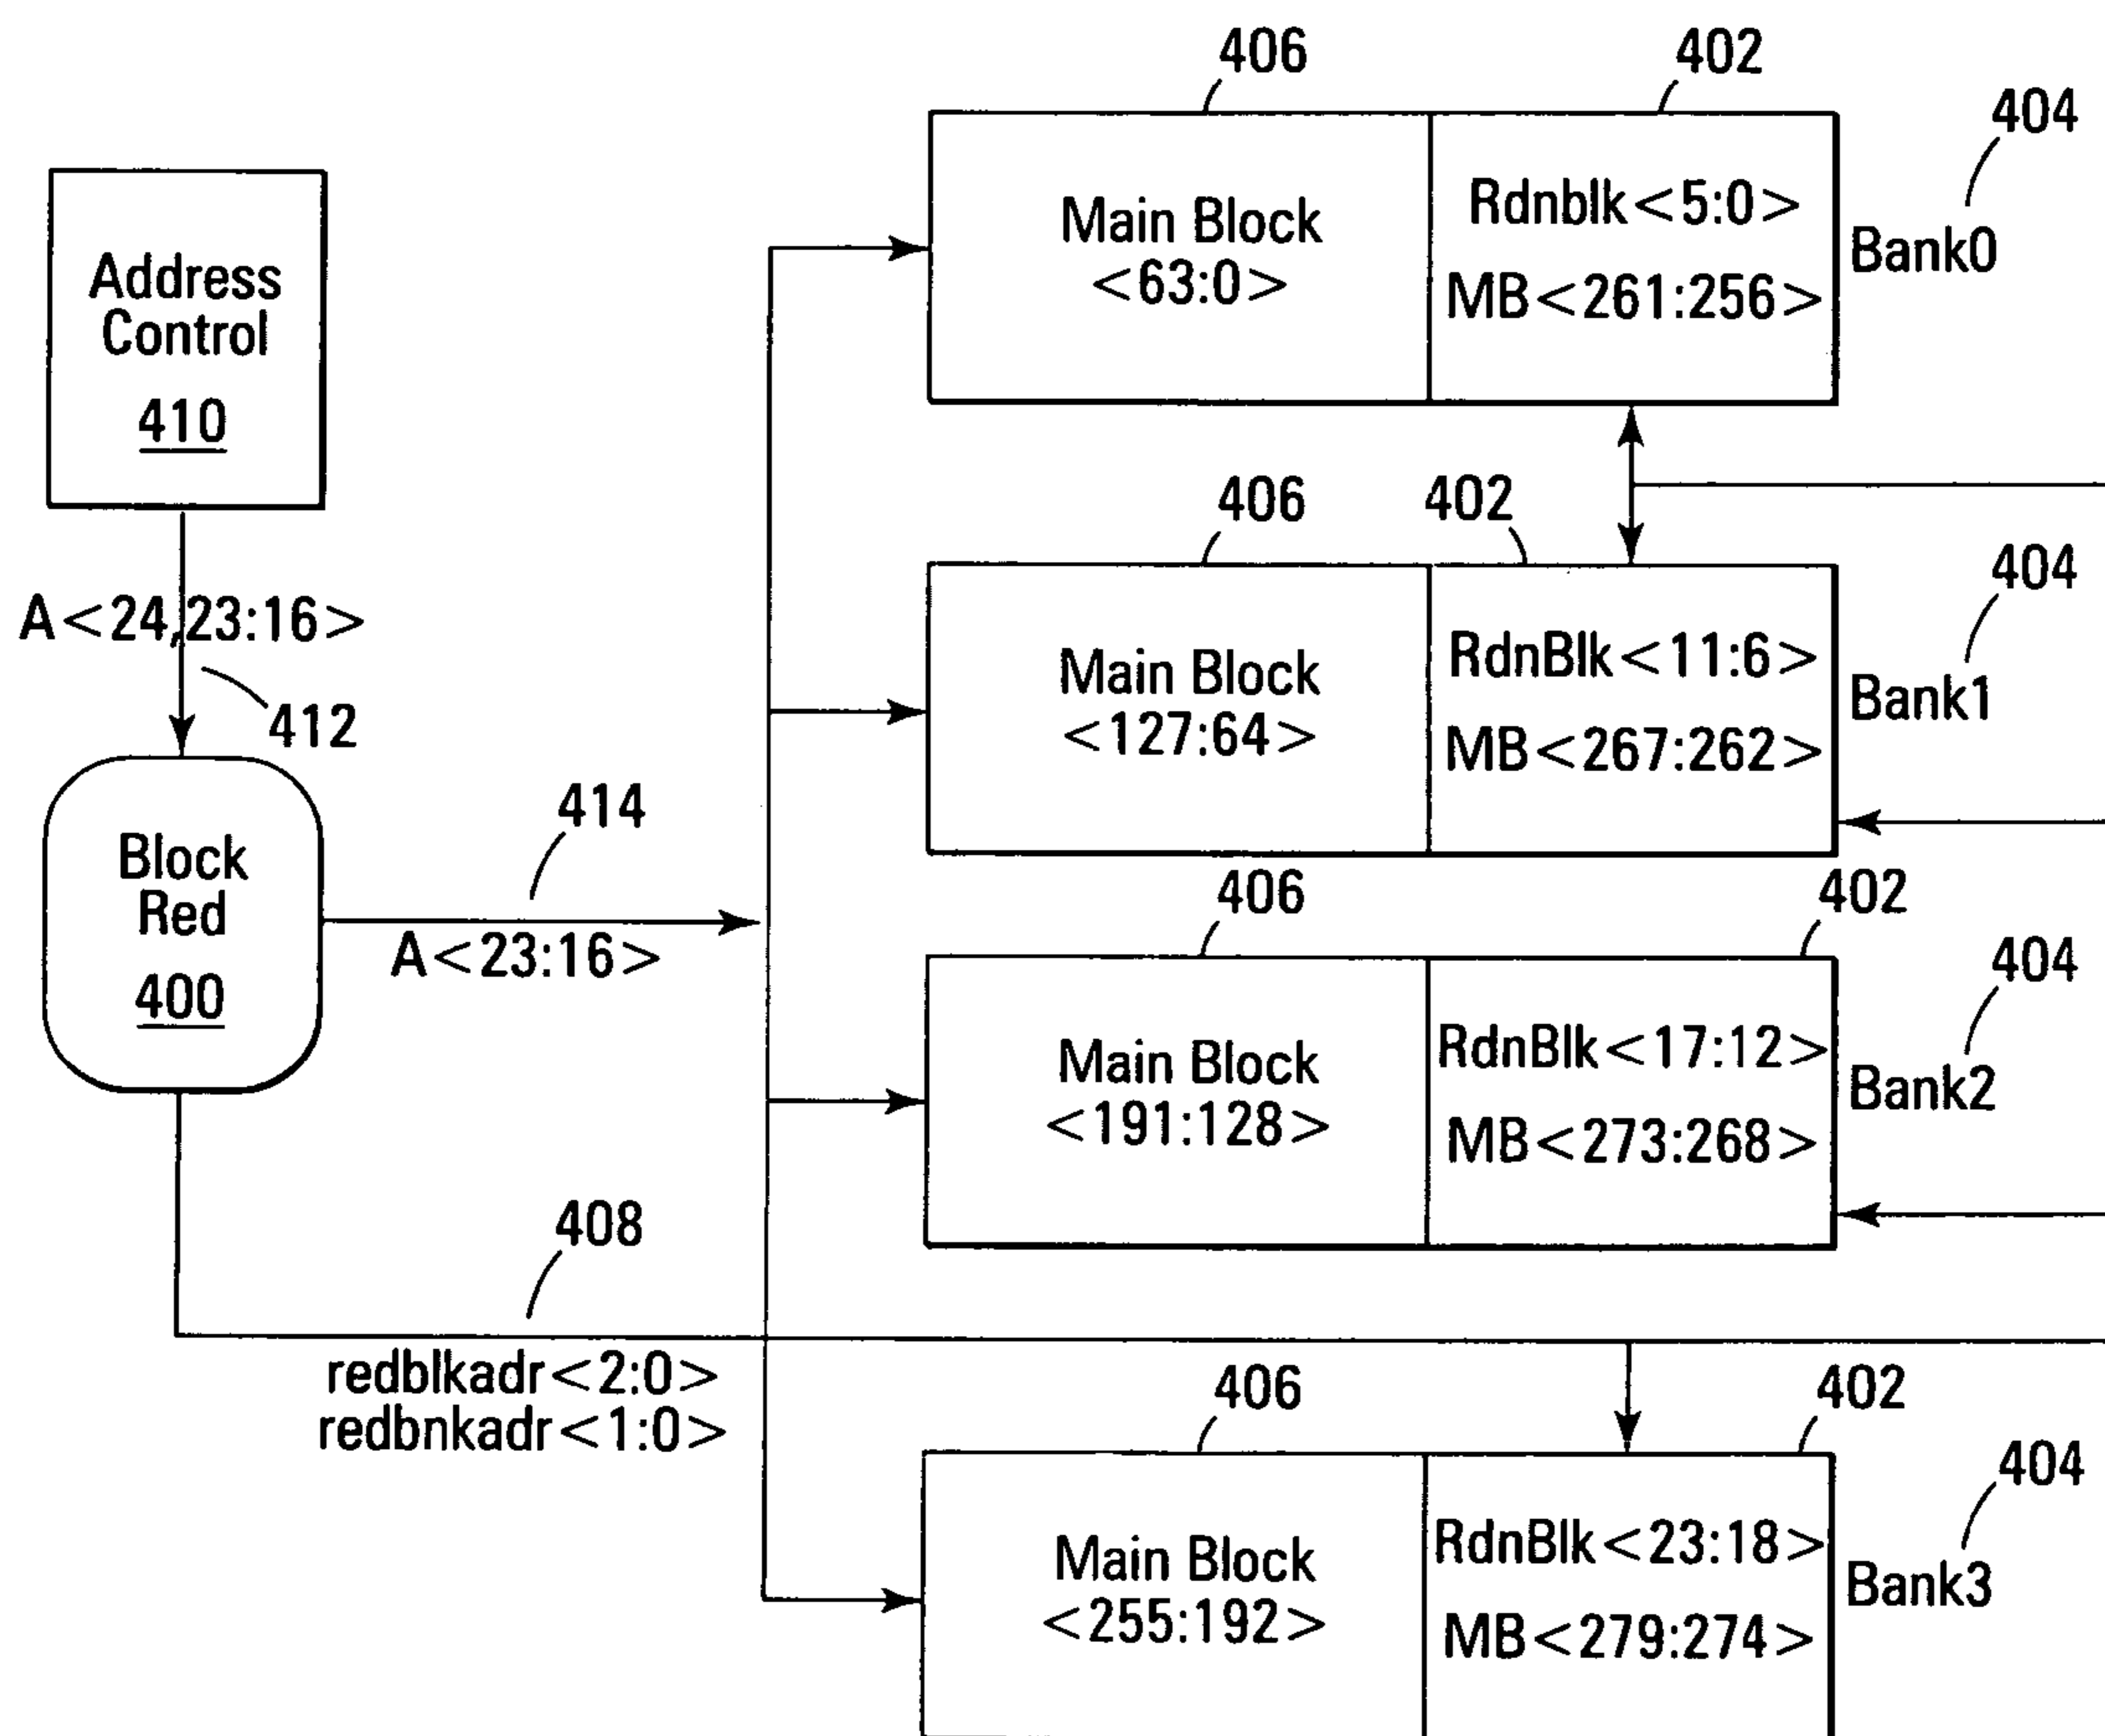 406
402
404
Main Block
<63:0>
Rdnblk<5:0>
MB<261:256>
Bank0
Address
Control
410
A<24,23:16>
412
406
402
404
Main Block
<127:64>
RdnBlk<11:6>
MB<267:262>
Bank1
Block
Red
400
414
A<23:16>
406
402
404
Main Block
<191:128>
RdnBlk<17:12>
MB<273:268>
Bank2
408
redblkadr<2:0>
redbnkadr<1:0>
406
402
404
Main Block
<255:192>
RdnBlk<23:18>
MB<279:274>
Bank3